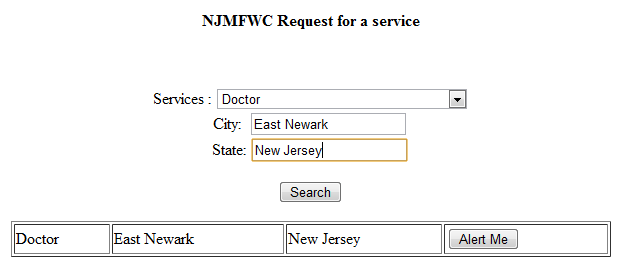 NJMFWC Request for a service
Services : Doctor
City: East Newark
State: New Jersey
Search
Doctor East Newark New Jersey Alert Me